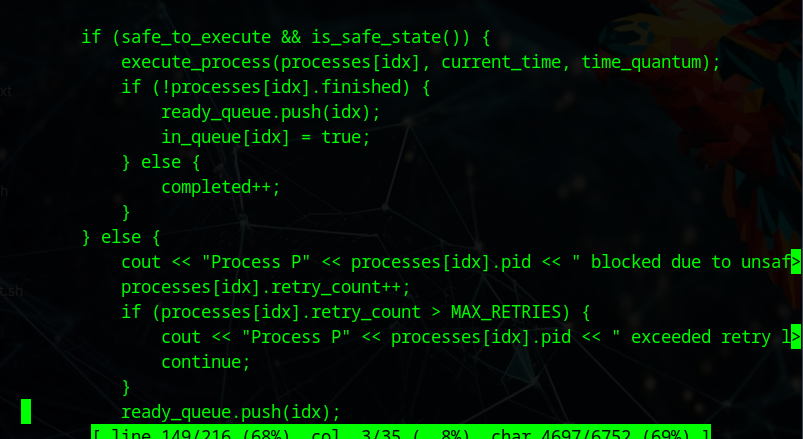 if (safe_to_execute && is_safe_state()) {
execute_process(processes[idx], current_time, time_quantum);
if (!processes[idx].finished) {
ready_queue.push(idx);
in_queue[idx] = true;
} else {
completed++;
}
} else {
cout << "Process P" << processes[idx].pid << " blocked due to unsaf>
processes[idx].retry_count++;
if (processes[idx].retry_count > MAX_RETRIES) {
cout << "Process P" << processes[idx].pid << " exceeded retry l>
continue;
}
ready_queue.push(idx);
[ line 149/216 (68%), col 3/35 ( 8%), char 4697/6752 (69%) ]